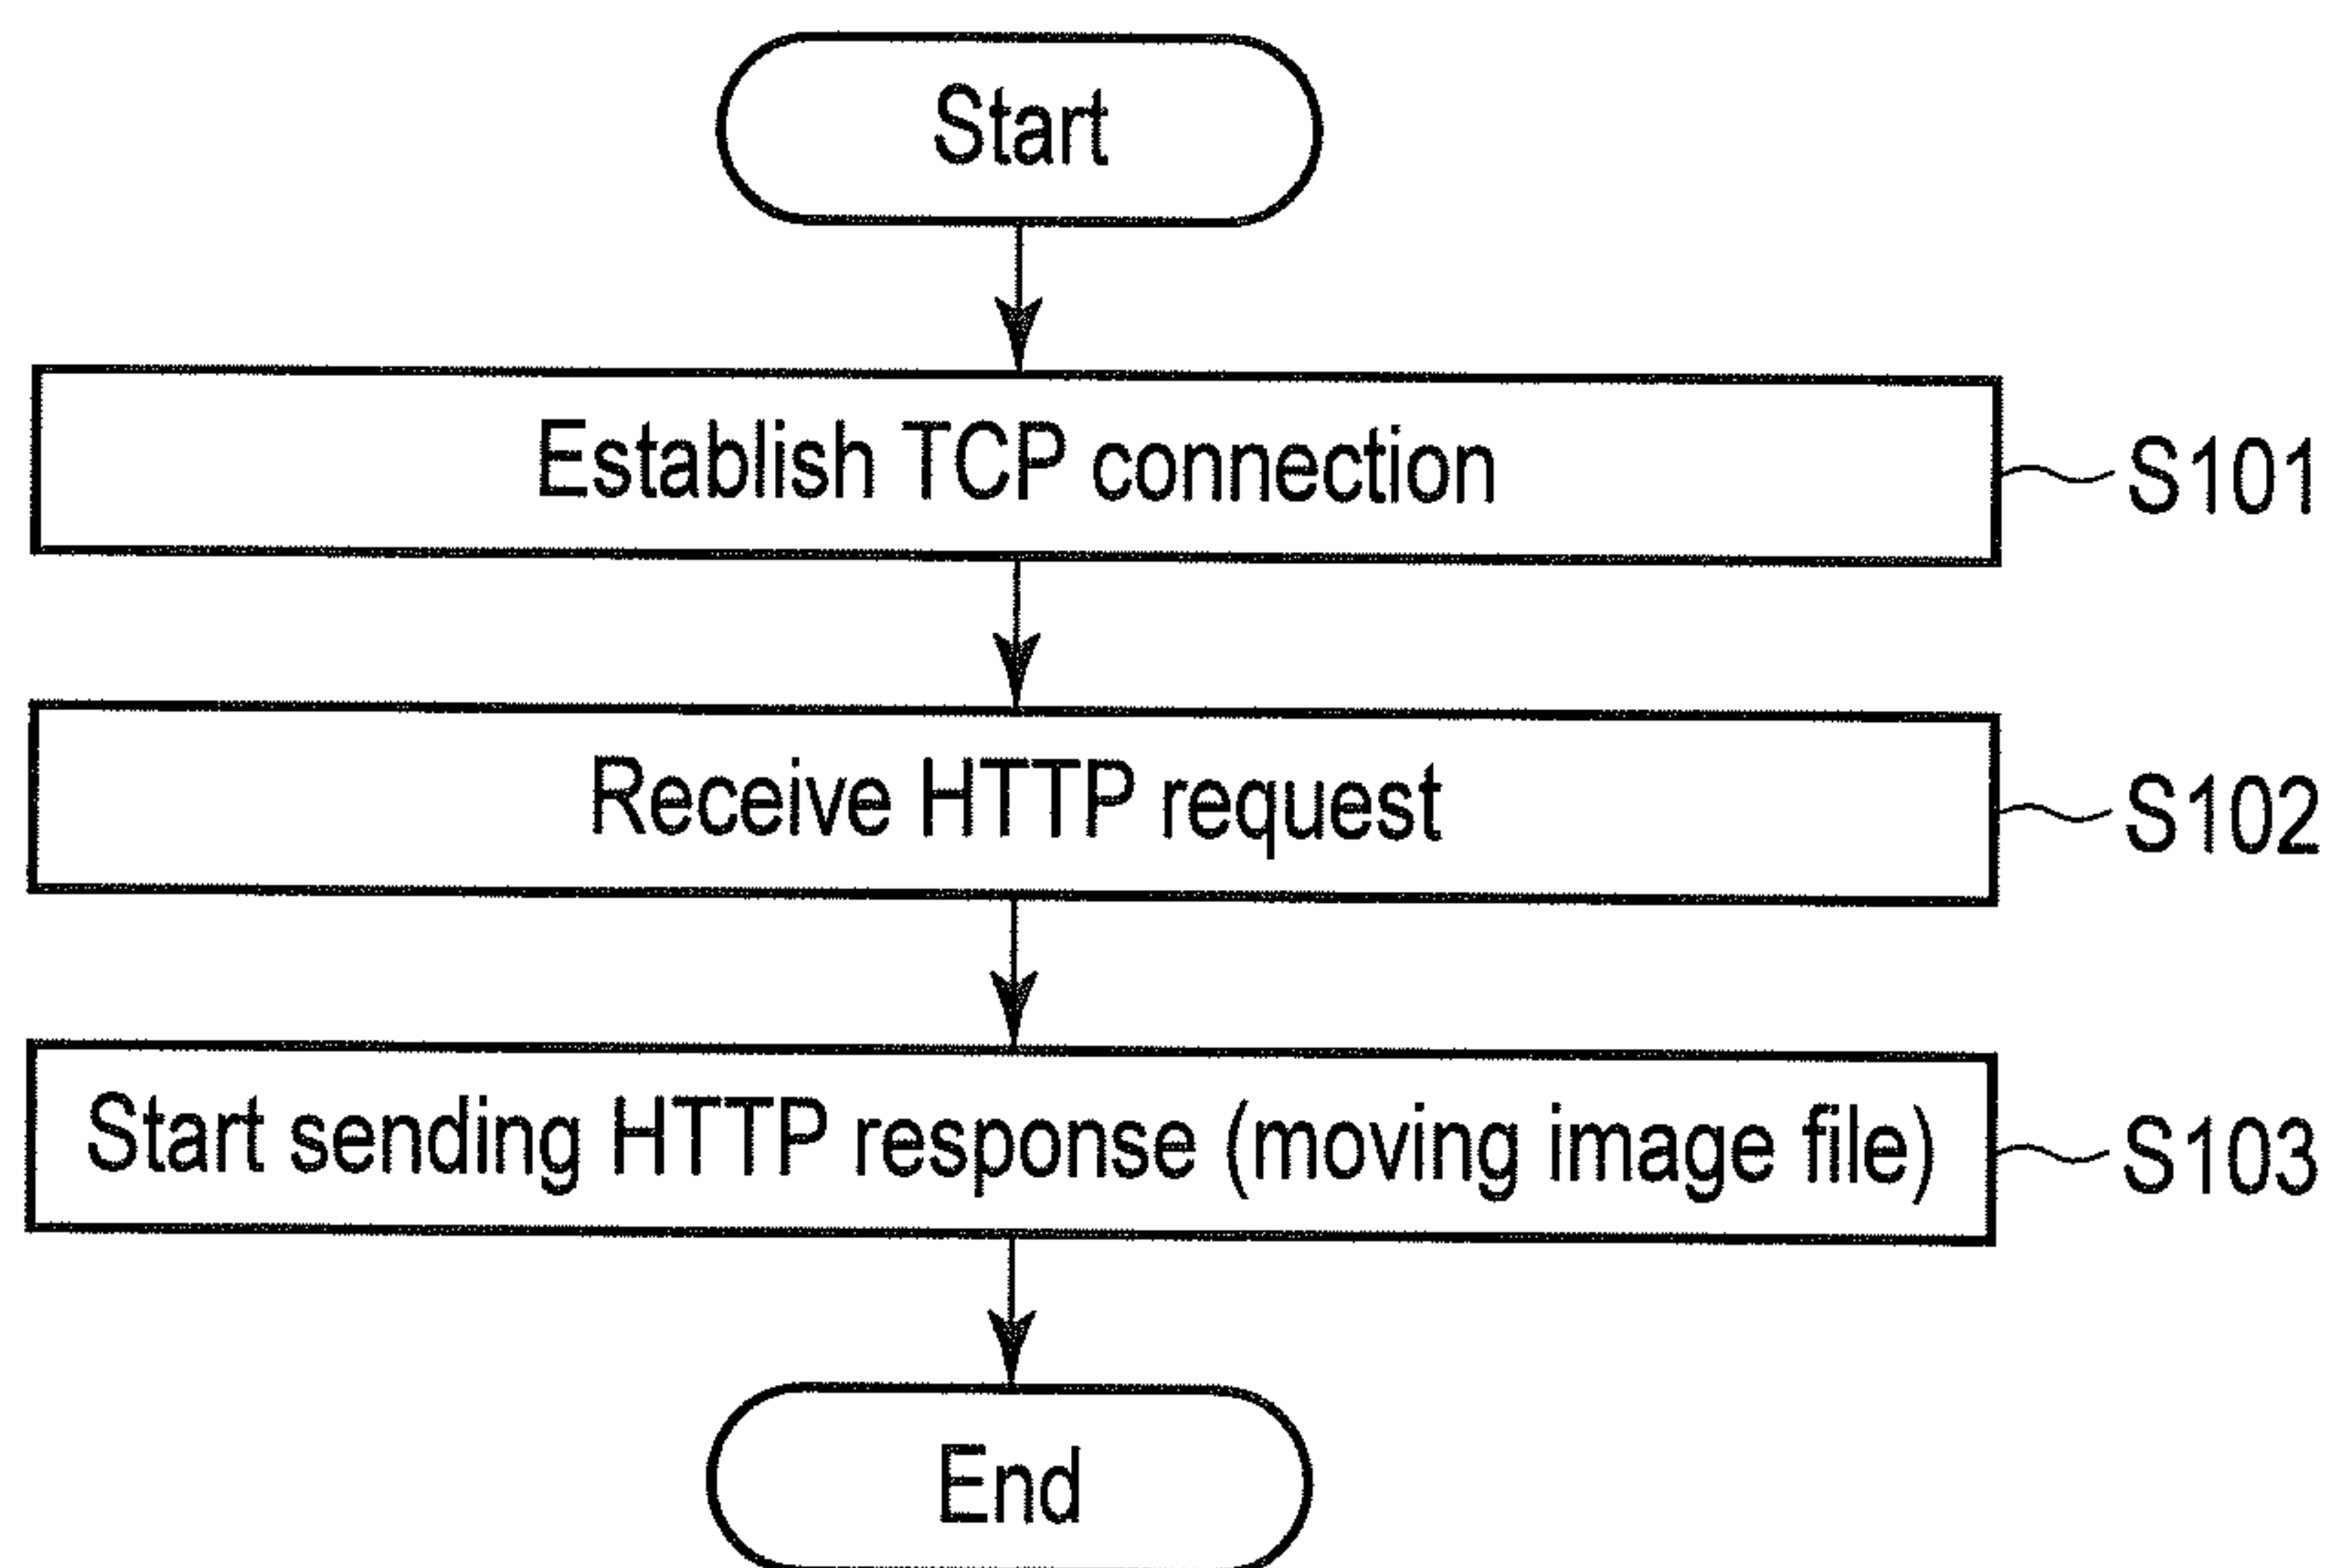 Start
Establish TCP connection
S101
Receive HTTP request
S102
Start sending HTTP response (moving image file)
S103
End